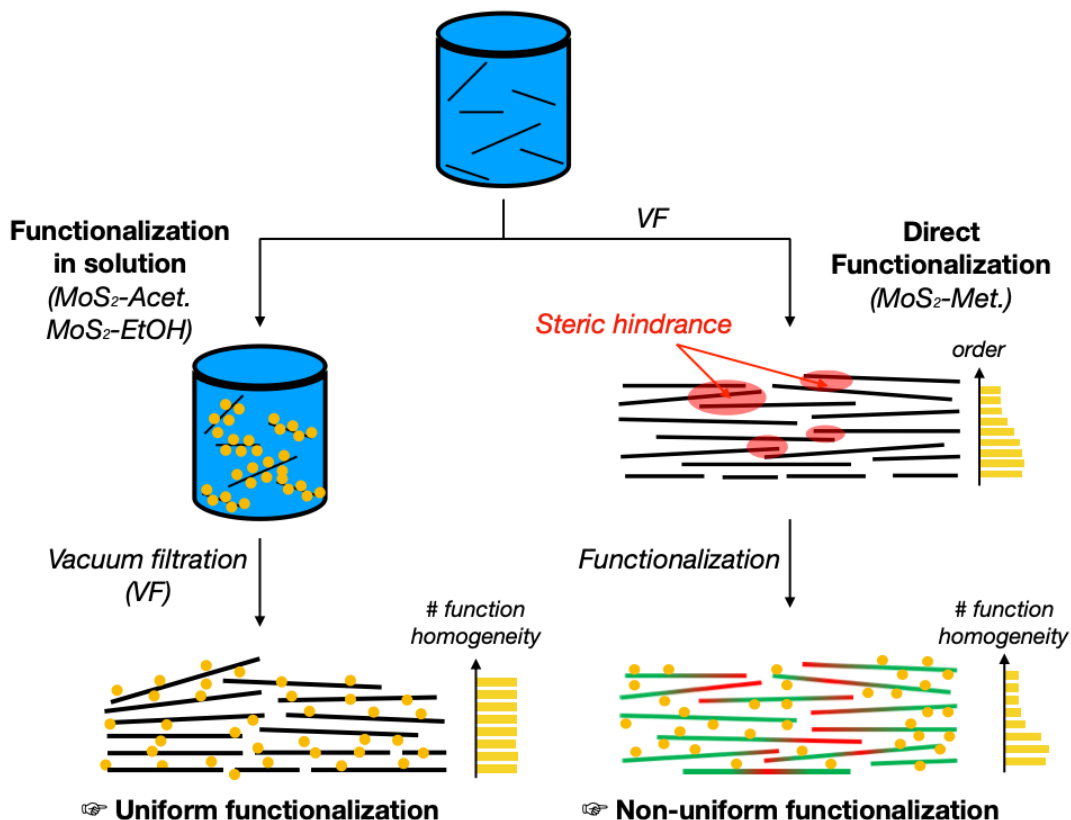 VF
Functionalization
in solution
(MoS₂-Acet.
MoS₂-EtOH)
Direct
Functionalization
(MoS₂-Met.)
Steric hindrance
order
Vacuum filtration
(VF)
Functionalization
# function
homogeneity
# function
homogeneity
☞ Uniform functionalization
☞ Non-uniform functionalization